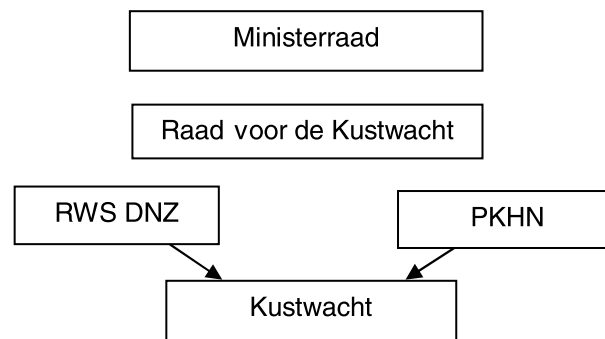 Ministerraad
Raad voor de Kustwacht
RWS DNZ
PKHN
Kustwacht